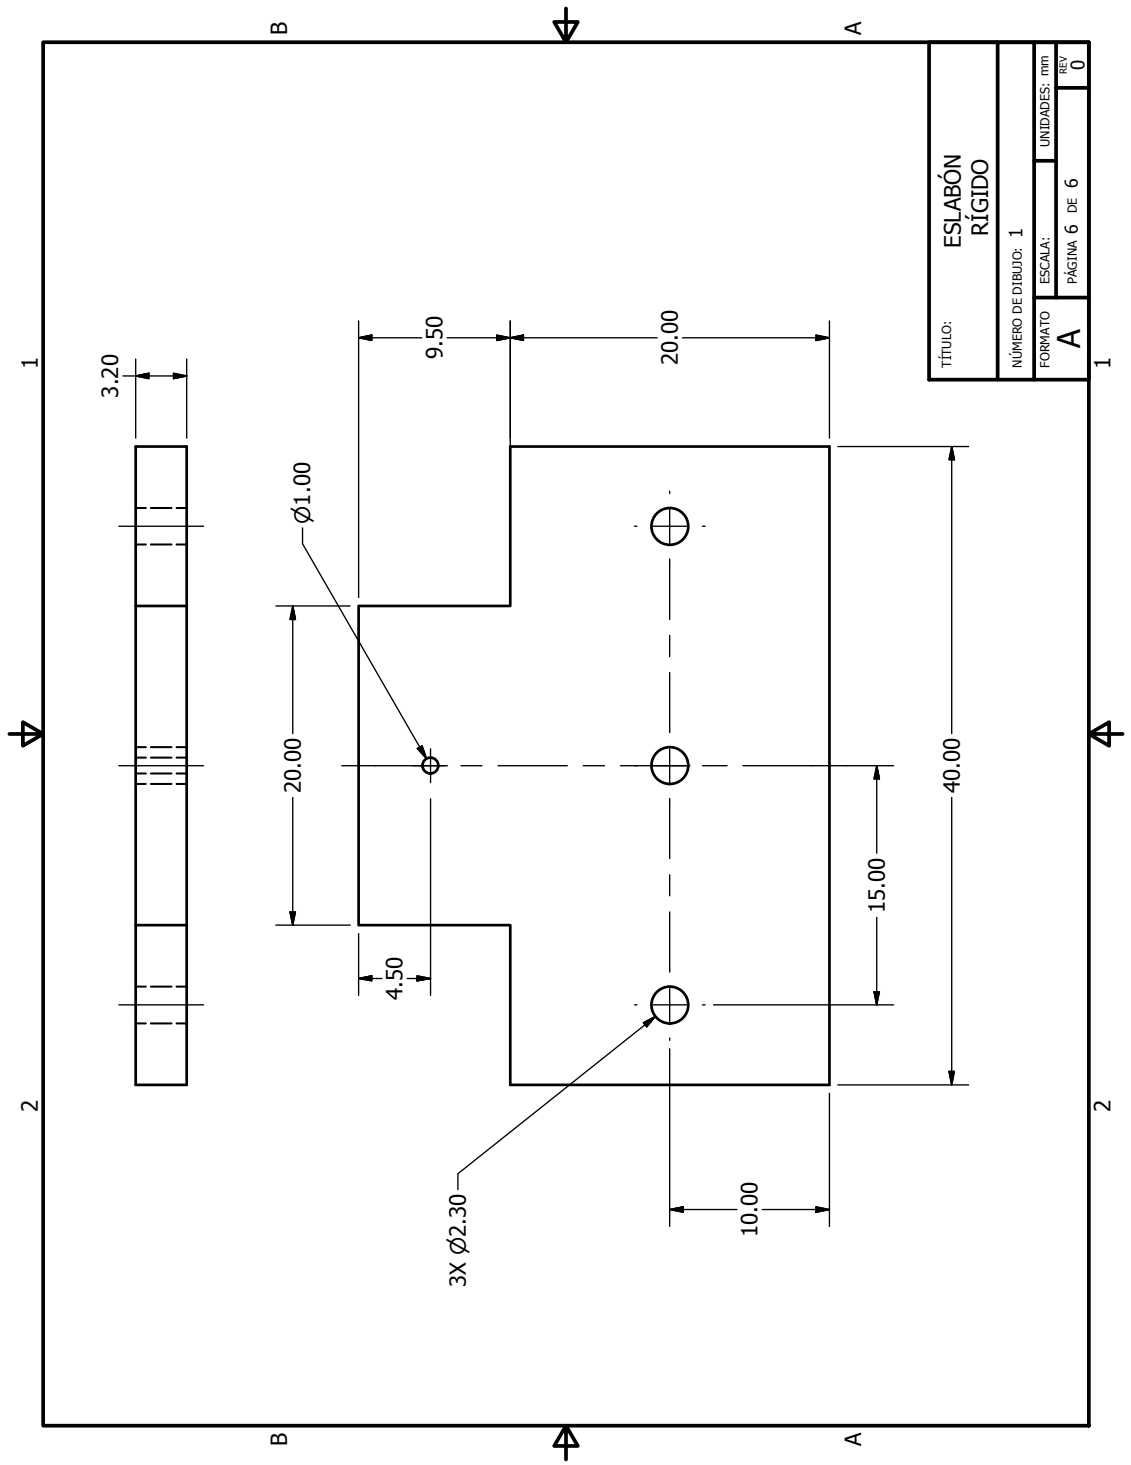 2
1
B
B
A
A
2
1
3.20
20.00
Ø1.00
9.50
4.50
20.00
3X Ø2.30
10.00
15.00
40.00
TÍTULO:
ESLABÓN
RÍGIDO
NÚMERO DE DIBUJO: 1
FORMATO
A
ESCALA:
UNIDADES: mm
PÁGINA 6 DE 6
REV
0